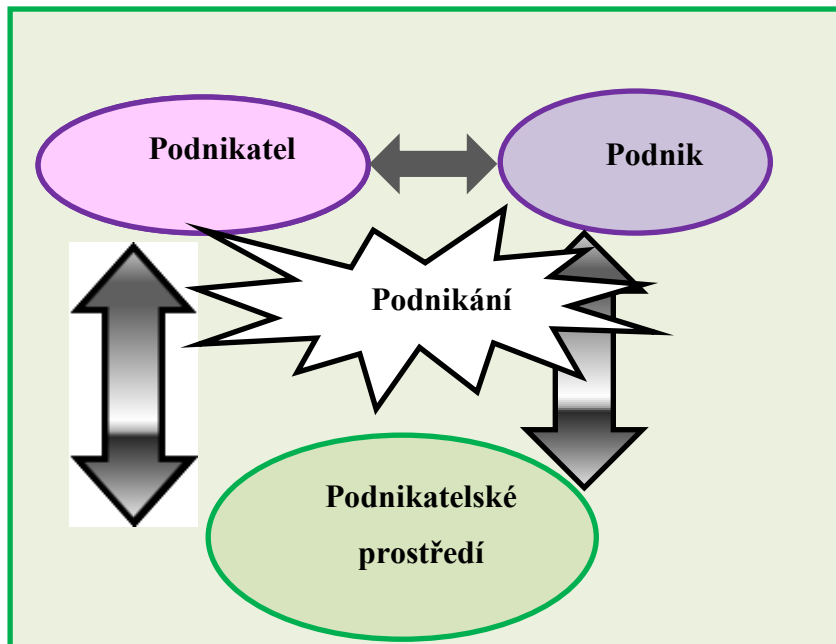 Podnikatel
Podnik
Podnikání
Podnikatelské
prostředí